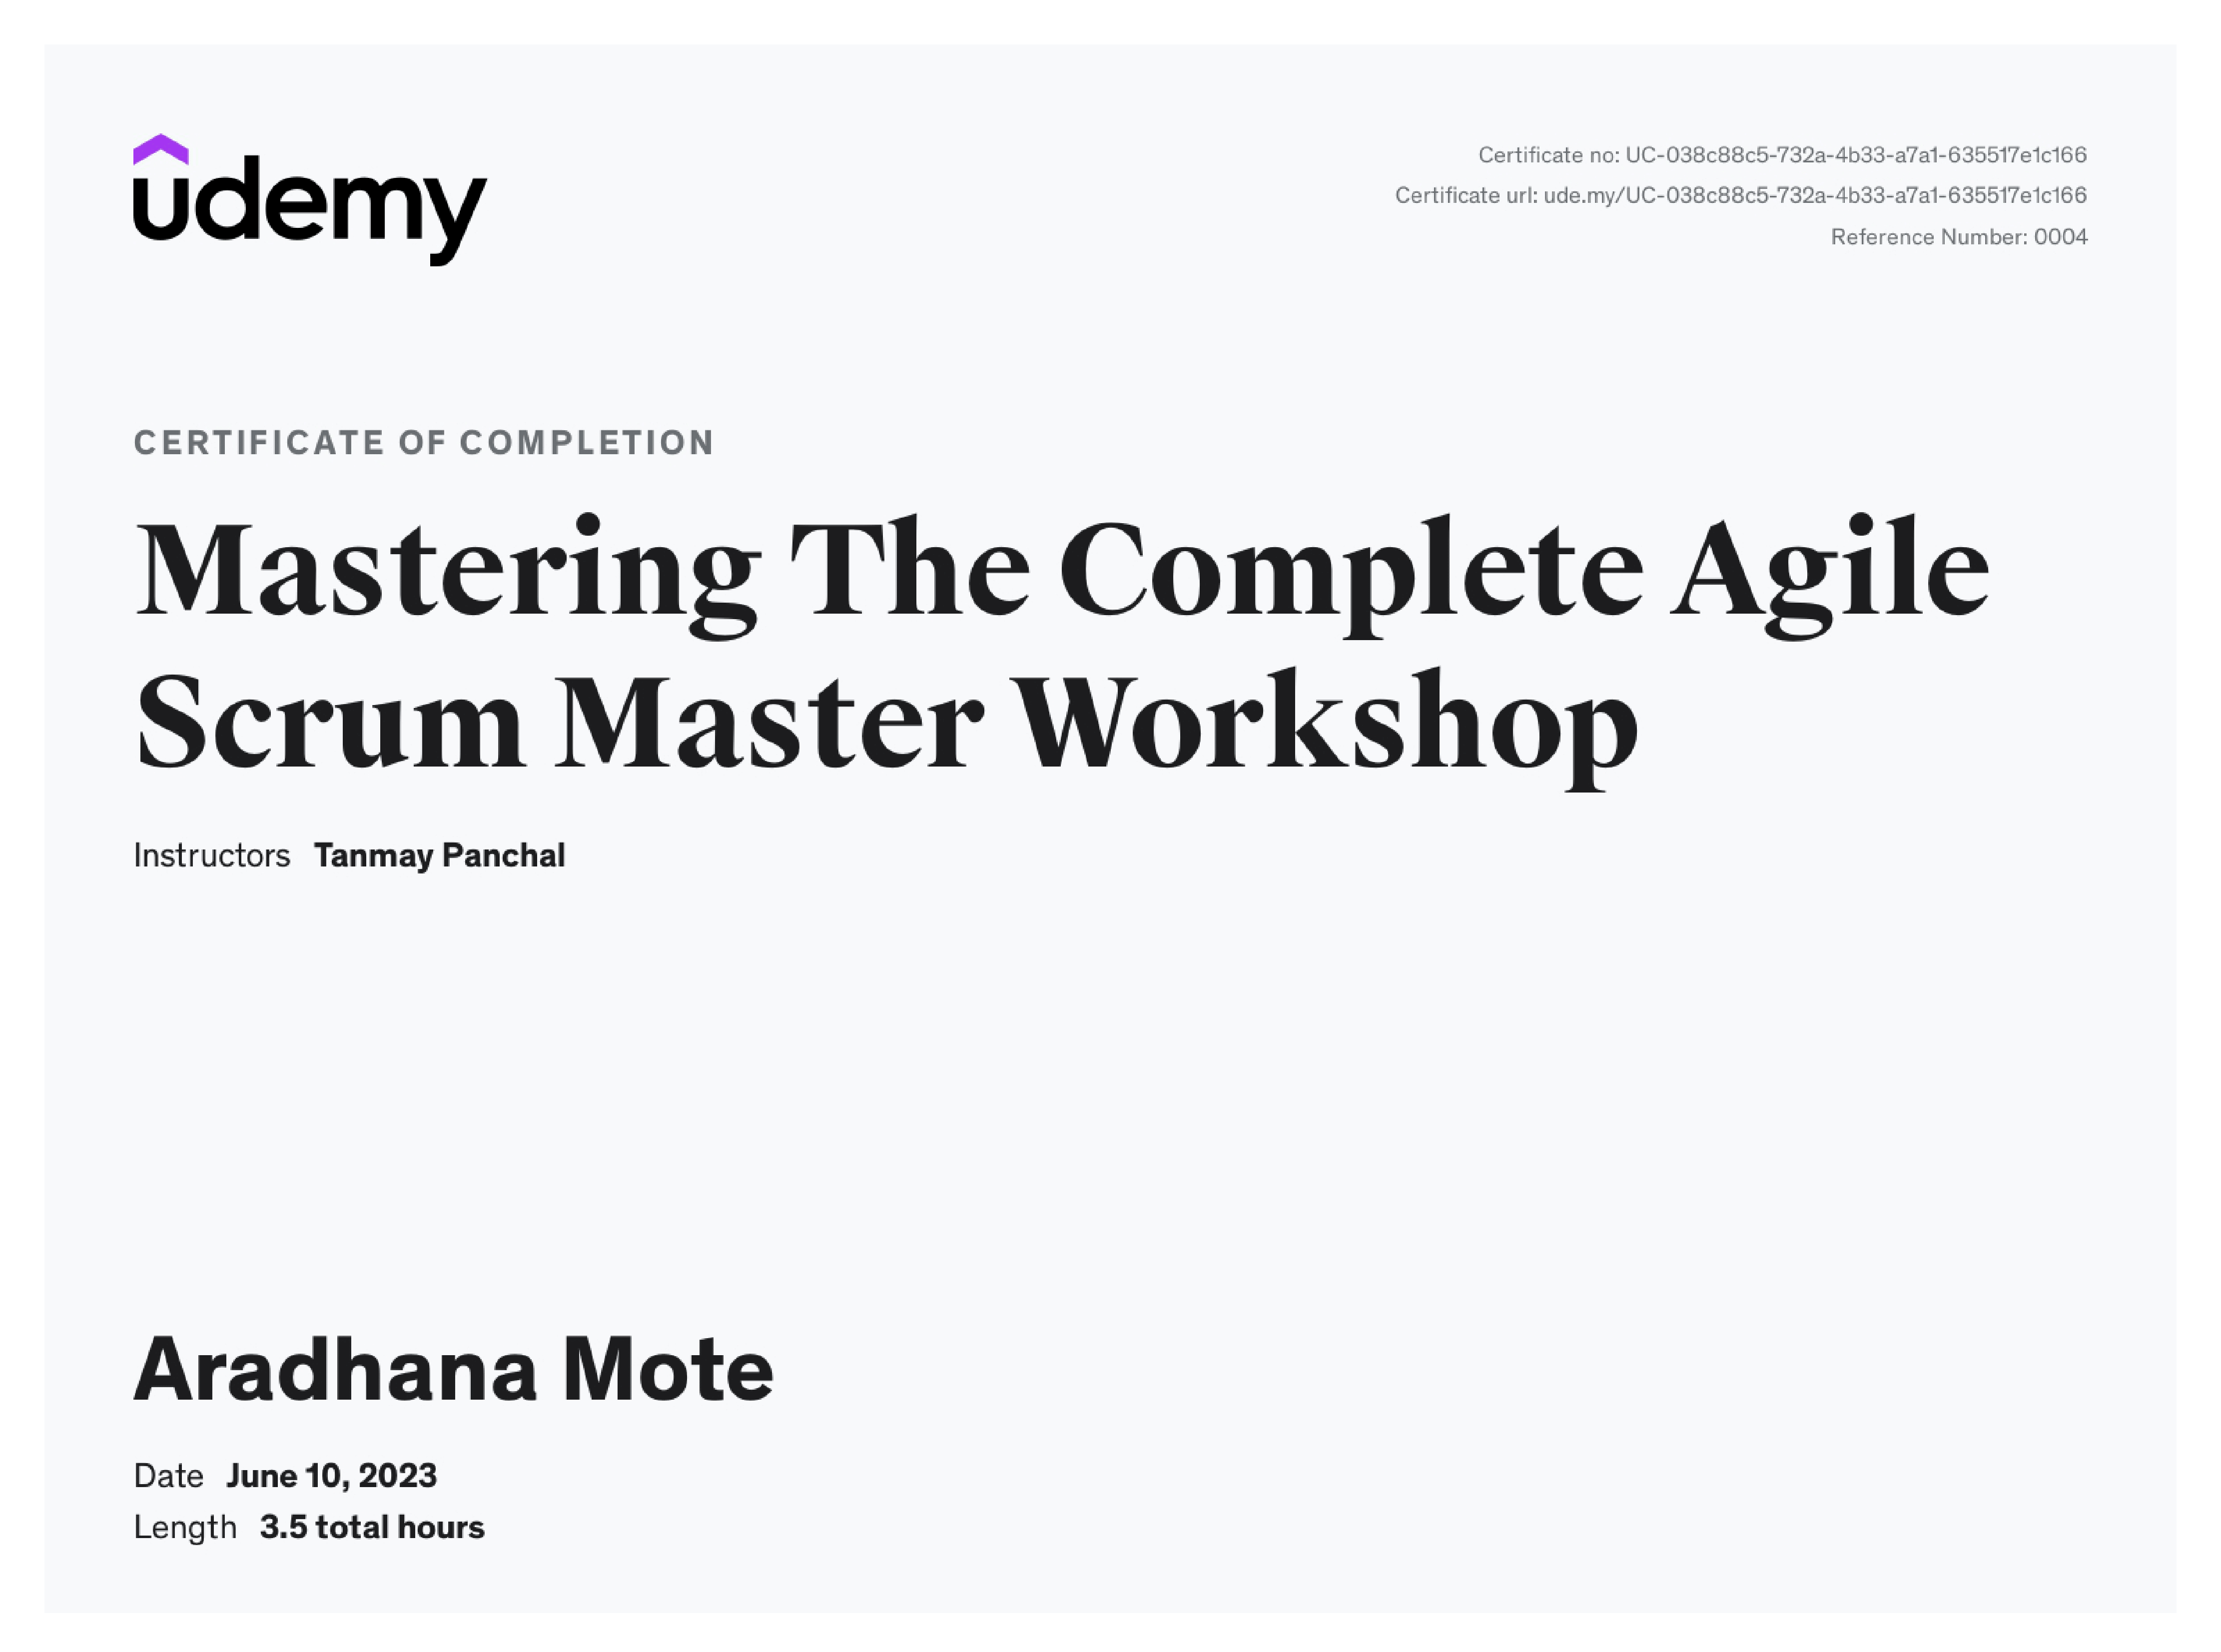 udemy
Certificate no: UC-038c88c5-732a-4b33-a7a1-635517e1c166
Certificate url: ude.my/UC-038c88c5-732a-4b33-a7a1-635517e1c166
Reference Number: 0004
CERTIFICATE OF COMPLETION
Mastering The Complete Agile
Scrum Master Workshop
Instructors Tanmay Panchal
Aradhana Mote
Date June 10, 2023
Length 3.5 total hours